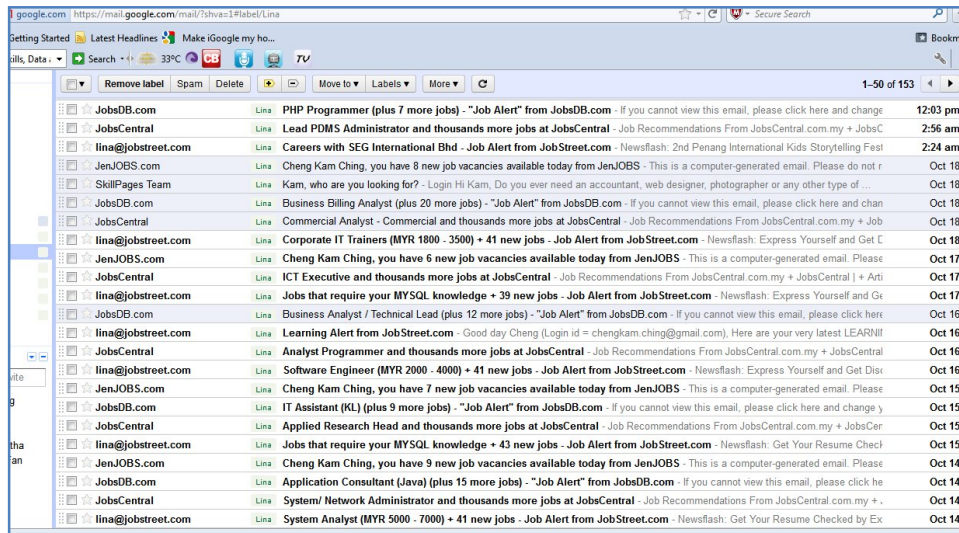 google.com https://mail.google.com/mail/?shva=1#label/Lina Secure Search
Getting Started Latest Headlines Make iGoogle my ho... Bookm
ills, Data a Search 33°C CB TV
Remove label Spam Delete Move to Labels More 1–50 of 153
JobsDB.com Lina PHP Programmer (plus 7 more jobs) - "Job Alert" from JobsDB.com - If you cannot view this email, please click here and change 12:03 pm
JobsCentral Lina Lead PDMS Administrator and thousands more jobs at JobsCentral - Job Recommendations From JobsCentral.com.my + JobsC 2:56 am
lina@jobstreet.com Lina Careers with SEG International Bhd - Job Alert from JobStreet.com - Newsflash: 2nd Penang International Kids Storytelling Fest 2:24 am
JenJOBS.com Lina Cheng Kam Ching, you have 8 new job vacancies available today from JenJOBS - This is a computer-generated email. Please do not r Oct 18
SkillPages Team Lina Kam, who are you looking for? - Login Hi Kam, Do you ever need an accountant, web designer, photographer or any other type of ... Oct 18
JobsDB.com Lina Business Billing Analyst (plus 20 more jobs) - "Job Alert" from JobsDB.com - If you cannot view this email, please click here and chan Oct 18
JobsCentral Lina Commercial Analyst - Commercial and thousands more jobs at JobsCentral - Job Recommendations From JobsCentral.com.my + Job Oct 18
lina@jobstreet.com Lina Corporate IT Trainers (MYR 1800 - 3500) + 41 new jobs - Job Alert from JobStreet.com - Newsflash: Express Yourself and Get D Oct 18
JenJOBS.com Lina Cheng Kam Ching, you have 6 new job vacancies available today from JenJOBS - This is a computer-generated email. Please Oct 17
JobsCentral Lina ICT Executive and thousands more jobs at JobsCentral - Job Recommendations From JobsCentral.com.my + JobsCentral | + Arti Oct 17
lina@jobstreet.com Lina Jobs that require your MYSQL knowledge + 39 new jobs - Job Alert from JobStreet.com - Newsflash: Express Yourself and Ge Oct 17
JobsDB.com Lina Business Analyst / Technical Lead (plus 12 more jobs) - "Job Alert" from JobsDB.com - If you cannot view this email, please click here Oct 16
lina@jobstreet.com Lina Learning Alert from JobStreet.com - Good day Cheng (Login id = chengkam.ching@gmail.com), Here are your very latest LEARNIN Oct 16
JobsCentral Lina Analyst Programmer and thousands more jobs at JobsCentral - Job Recommendations From JobsCentral.com.my + JobsCentral Oct 16
lina@jobstreet.com Lina Software Engineer (MYR 2000 - 4000) + 41 new jobs - Job Alert from JobStreet.com - Newsflash: Express Yourself and Get Disc Oct 16
vite
JenJOBS.com Lina Cheng Kam Ching, you have 7 new job vacancies available today from JenJOBS - This is a computer-generated email. Please Oct 15
g
JobsDB.com Lina IT Assistant (KL) (plus 9 more jobs) - "Job Alert" from JobsDB.com - If you cannot view this email, please click here and change y Oct 15
JobsCentral Lina Applied Research Head and thousands more jobs at JobsCentral - Job Recommendations From JobsCentral.com.my + JobsCen Oct 15
tha lina@jobstreet.com Lina Jobs that require your MYSQL knowledge + 43 new jobs - Job Alert from JobStreet.com - Newsflash: Get Your Resume Check Oct 15
Fan JenJOBS.com Lina Cheng Kam Ching, you have 9 new job vacancies available today from JenJOBS - This is a computer-generated email. Please Oct 14
JobsDB.com Lina Application Consultant (Java) (plus 15 more jobs) - "Job Alert" from JobsDB.com - If you cannot view this email, please click he Oct 14
JobsCentral Lina System/ Network Administrator and thousands more jobs at JobsCentral - Job Recommendations From JobsCentral.com.my + Oct 14
lina@jobstreet.com Lina System Analyst (MYR 5000 - 7000) + 41 new jobs - Job Alert from JobStreet.com - Newsflash: Get Your Resume Checked by Ex Oct 14